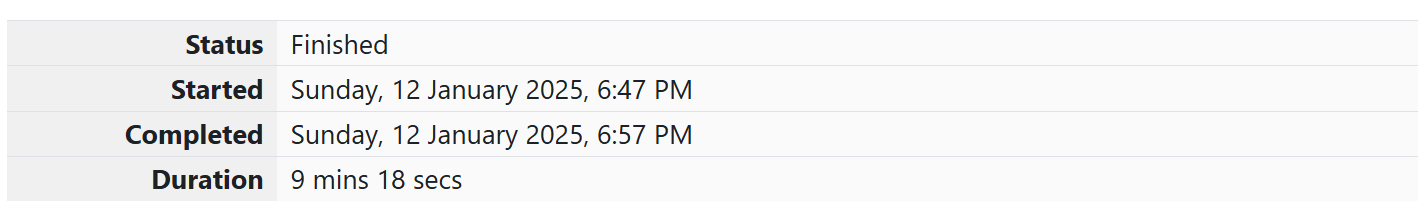 Status Finished
Started Sunday, 12 January 2025, 6:47 PM
Completed Sunday, 12 January 2025, 6:57 PM
Duration 9 mins 18 secs